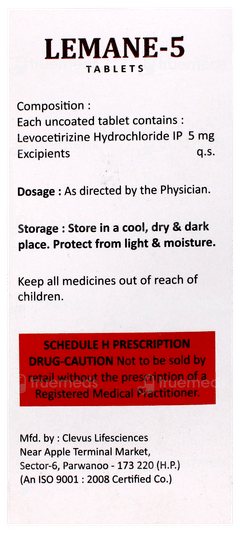 LEMANE-5
TABLETS
Composition :
Each uncoated tablet contains :
Levocetirizine Hydrochloride IP 5 mg
Excipients q.s.
Dosage : As directed by the Physician.
Storage : Store in a cool, dry & dark
place. Protect from light & moisture.
Keep all medicines out of reach of
children.
SCHEDULE H PRESCRIPTION
DRUG-CAUTION Not to be sold by
retail without the prescription of a
Registered Medical Practitioner.
truemeds truemeds
Mfd. by : Clevus Lifesciences
Near Apple Terminal Market,
Sector-6, Parwanoo - 173 220 (H.P.)
(An ISO 9001 : 2008 Certified Co.)